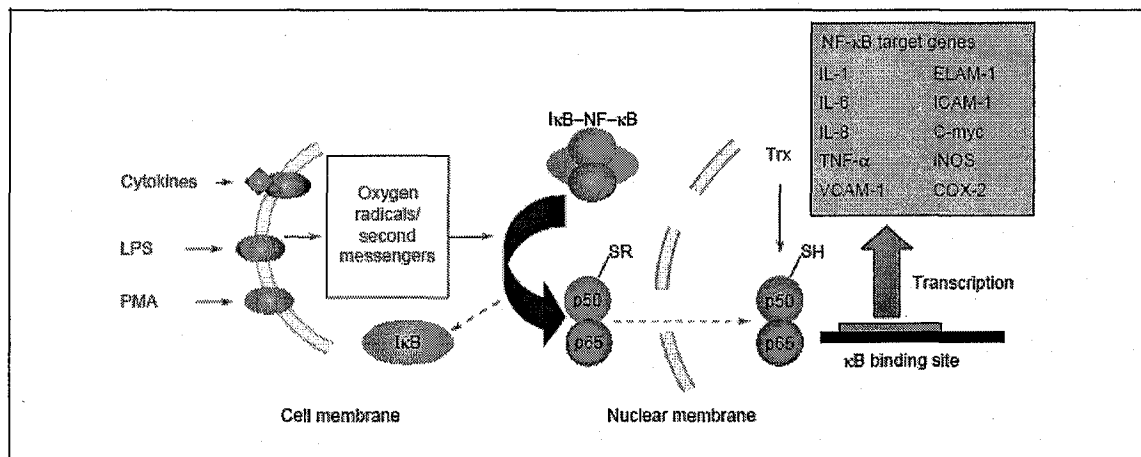 NF-κB target genes
IL-1 ELAM-1
IL-6 ICAM-1
IL-8 C-myc
TNF-α iNOS
VCAM-1 COX-2
IκB–NF–κB
Trx
Cytokines
Oxygen
radicals/
second
messengers
LPS
PMA
SR
SH
p50
p50
p65
p65
IκB
Transcription
κB binding site
Cell membrane
Nuclear membrane